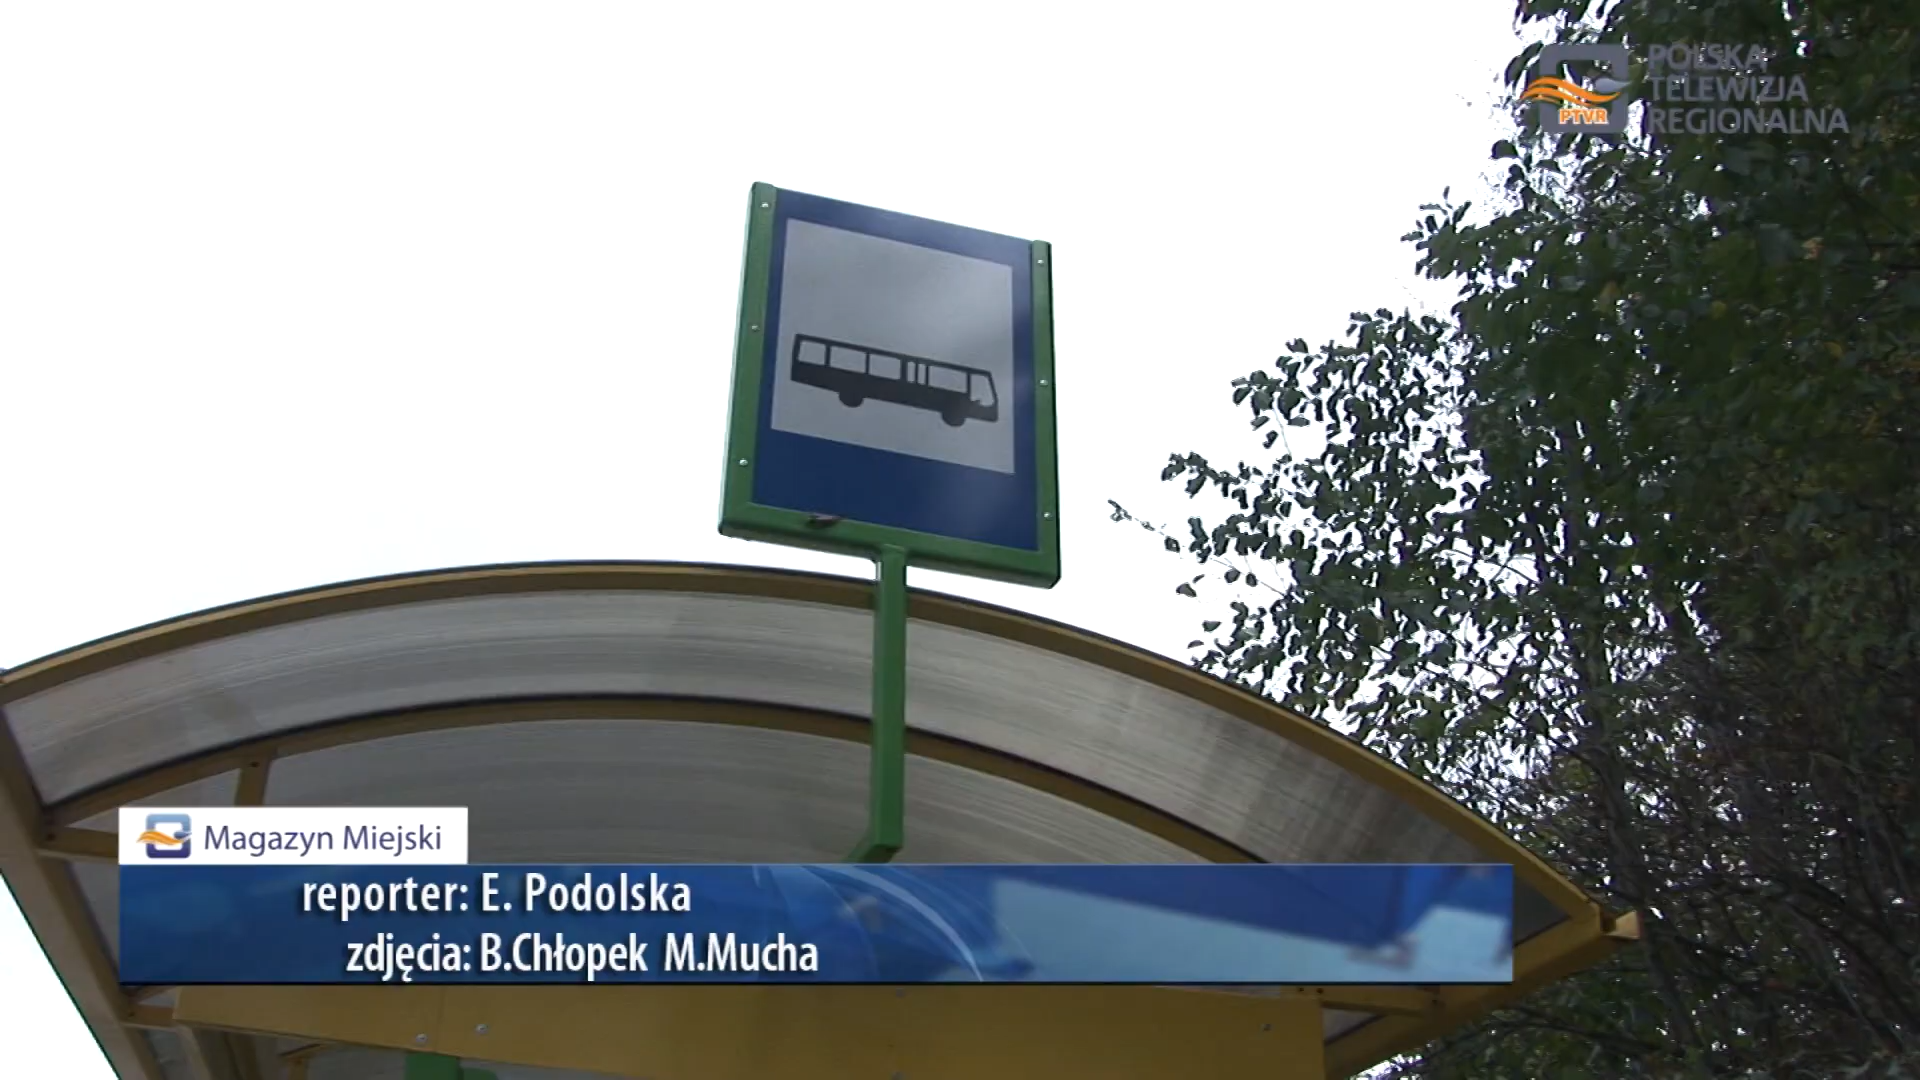 POLSKA
TELEWIZJA
REGIONALNA
PTVR
Magazyn Miejski
reporter: E. Podolska
zdjęcia: B.Chłopek M.Mucha